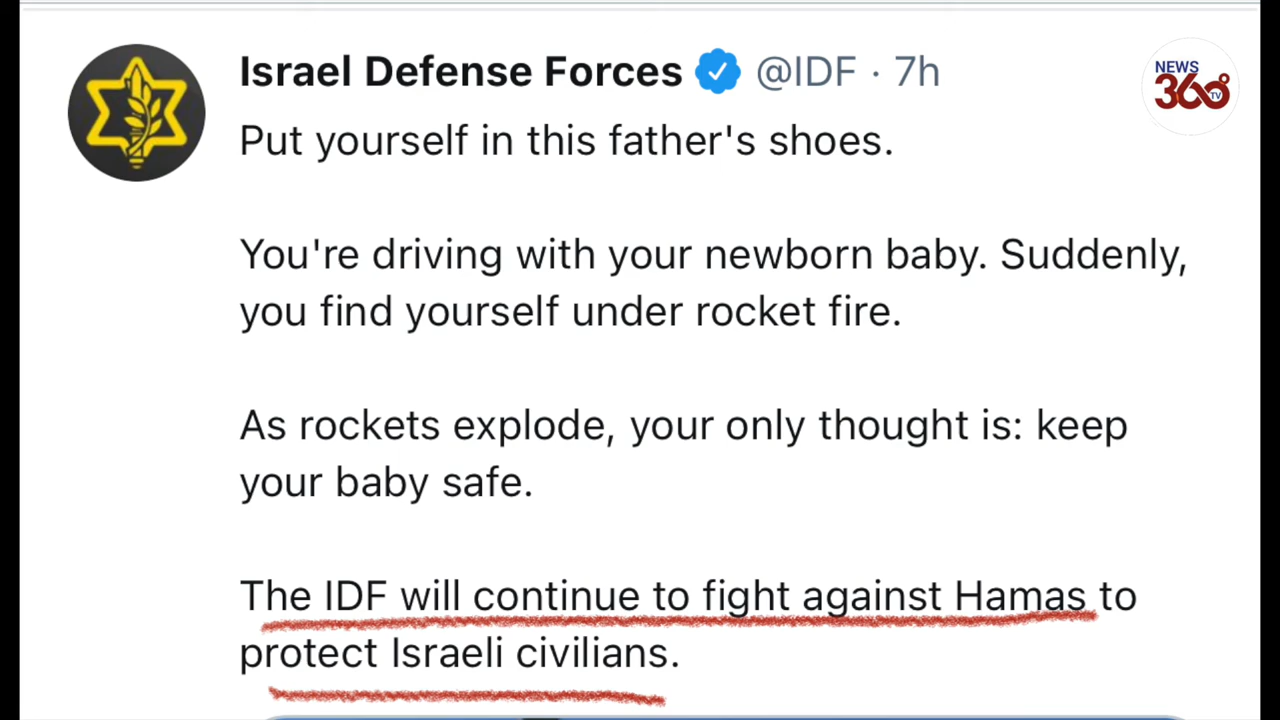 Israel Defense Forces @IDF · 7h
NEWS
360
TV
Put yourself in this father's shoes.
You're driving with your newborn baby. Suddenly,
you find yourself under rocket fire.
As rockets explode, your only thought is: keep
your baby safe.
The IDF will continue to fight against Hamas to
protect Israeli civilians.